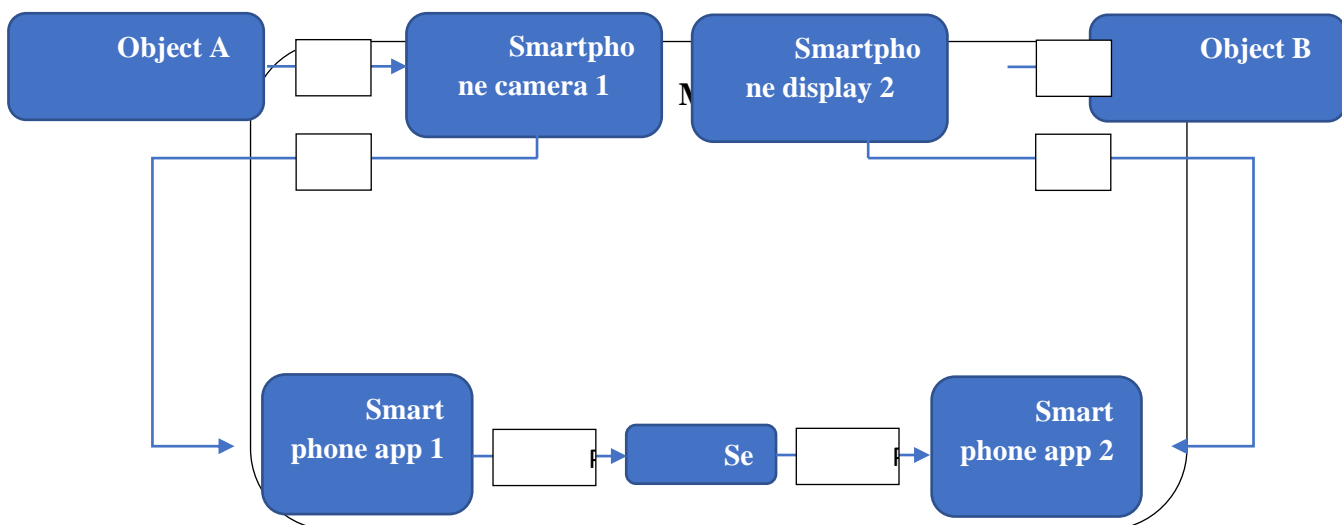 Object A
Smartpho
ne camera 1
Smartpho
ne display 2
Object B
Smart
phone app 1
Se
Smart
phone app 2